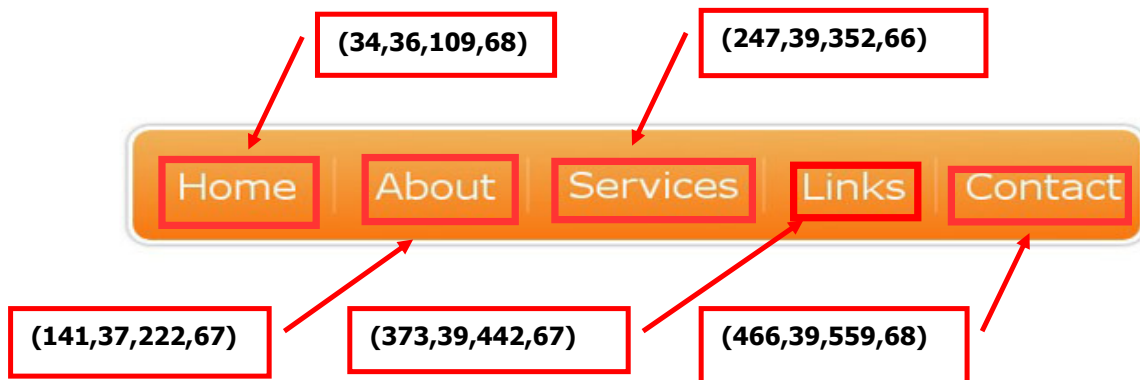 (34,36,109,68) (247,39,352,66)
Home About Services Links Contact
(141,37,222,67) (373,39,442,67) (466,39,559,68)